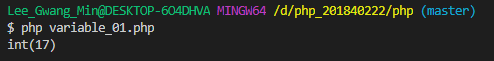 Lee_Gwang_Min@DESKTOP-6O4DHVA MINGW64 /d/php_201840222/php (master)
$ php variable_01.php
int(17)